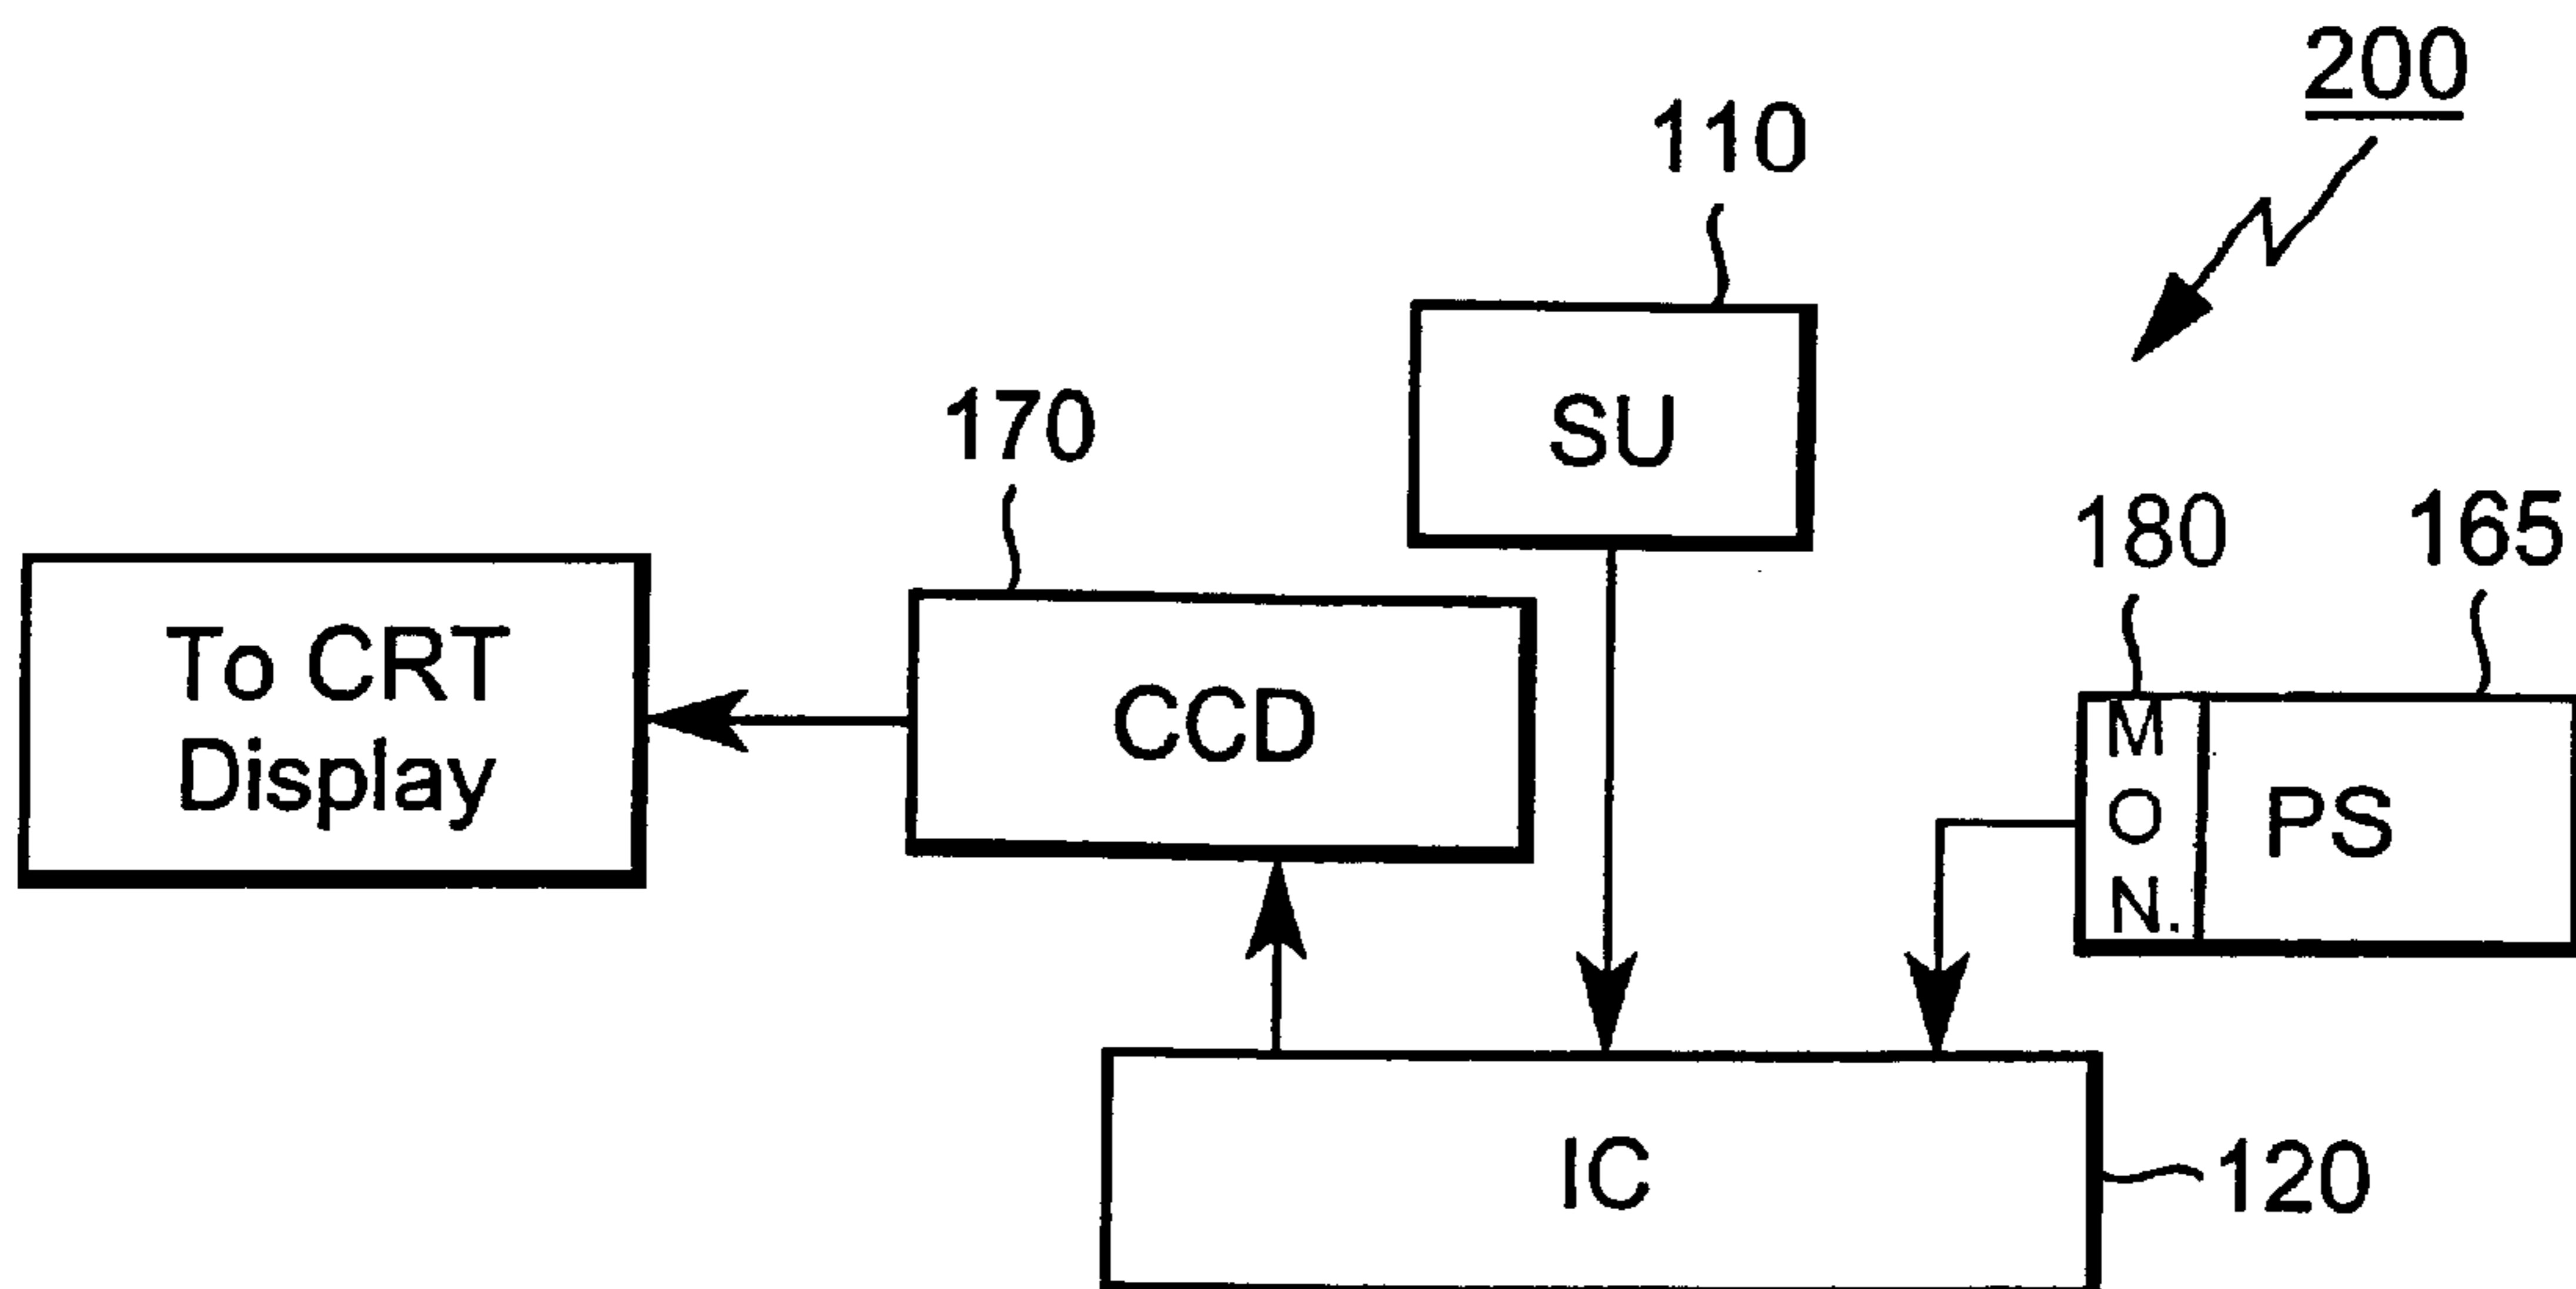 200
110
SU
170
180
165
To CRT
Display
CCD
M
O
N.
PS
IC
120